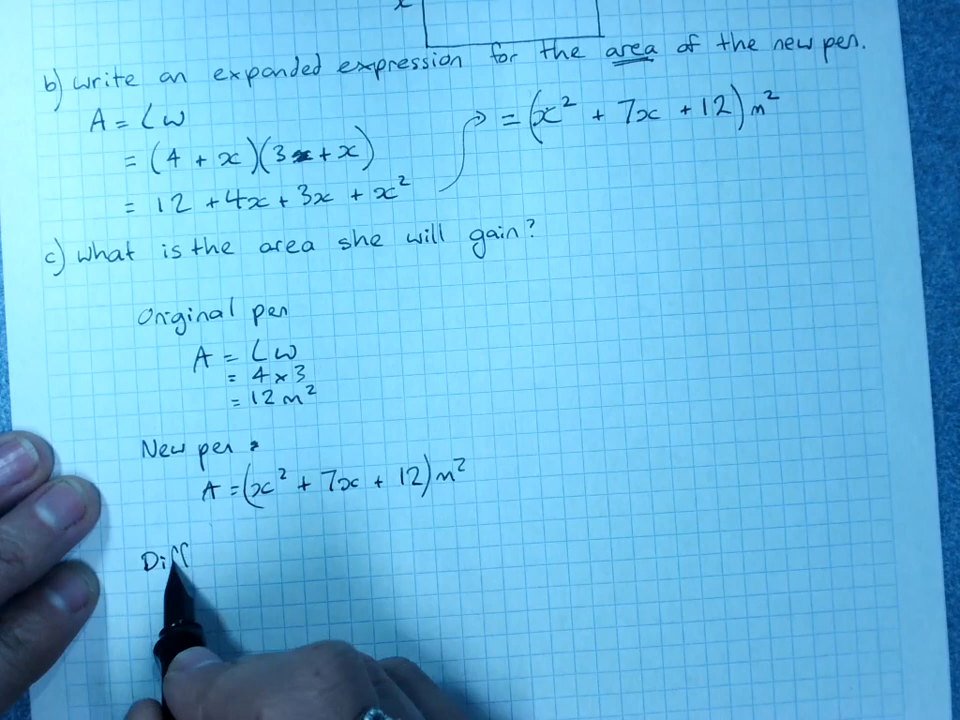 x
b) Write an expanded expression for the area of the new pen.
A = Lw
= (4 + x)(3 + x)
= 12 + 4x + 3x + x²
= (x² + 7x + 12) m²
c) What is the area she will gain?
Original pen
A = Lw
= 4 × 3
= 12 m²
New pen :
A = (x² + 7x + 12) m²
Diff